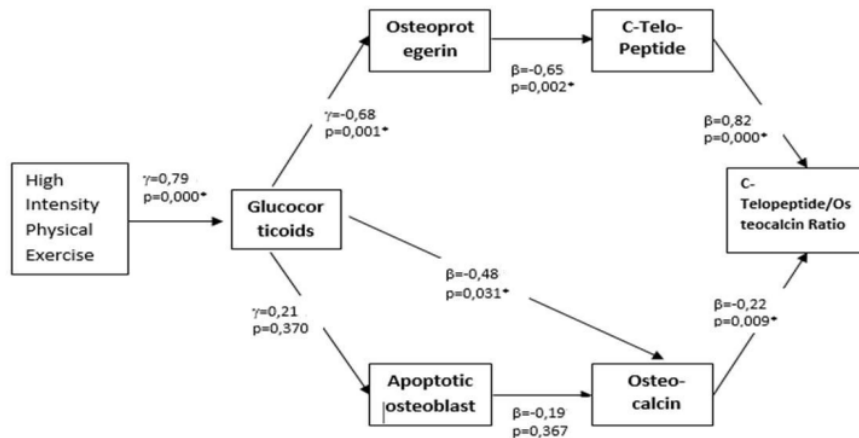 Osteoprot
egerin
C-Telo-
Peptide
β=-0,65
p=0,002*
γ=-0,68
p=0,001*
β=0,82
p=0,000*
High
Intensity
Physical
Exercise
γ=0,79
p=0,000*
Glucocor
ticoids
C-
Telopeptide/Os
teocalcin Ratio
β=-0,48
p=0,031*
γ=0,21
p=0,370
β=-0,22
p=0,009*
Apoptotic
osteoblast
Osteo-
calcin
β=-0,19
p=0,367